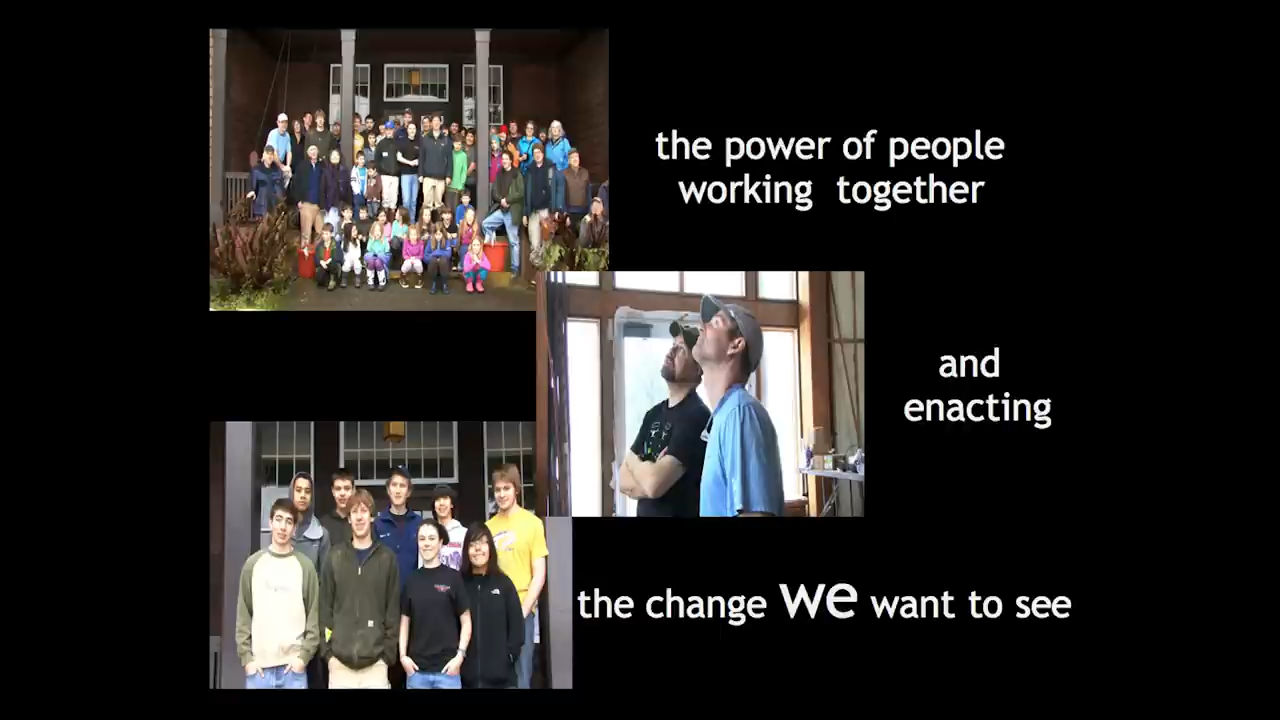 the power of people
working together
and
enacting
the change we want to see